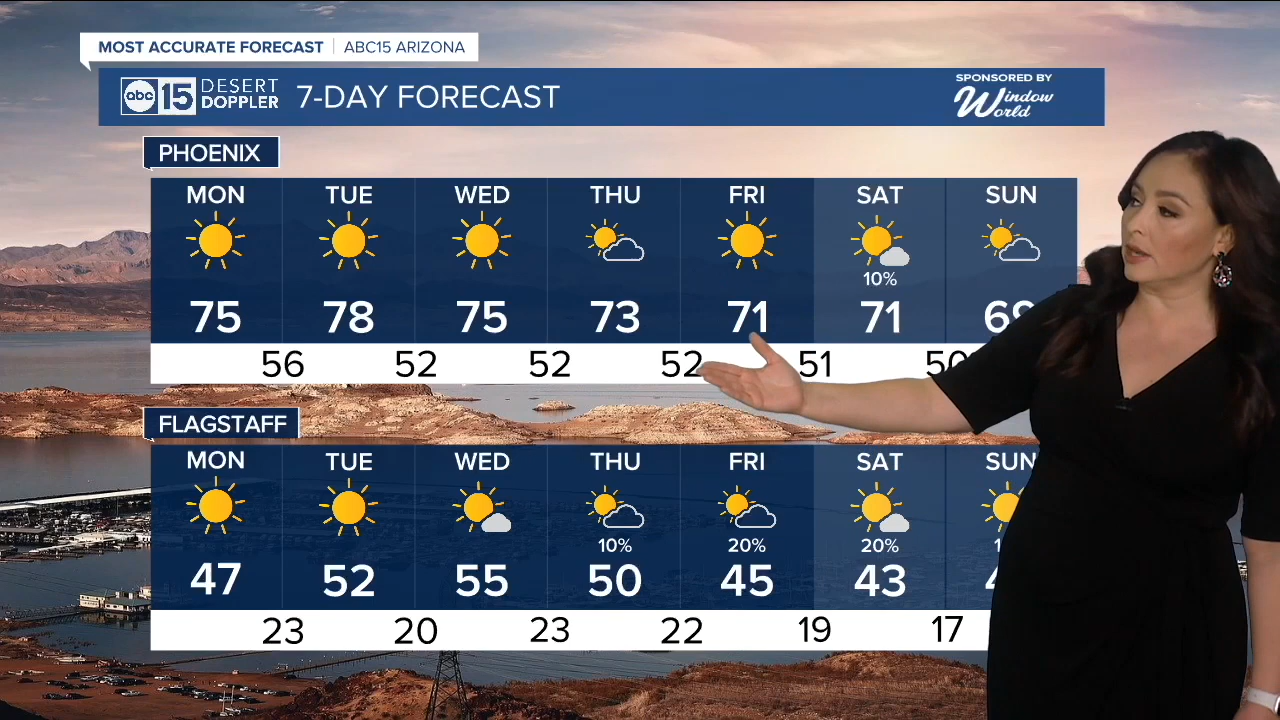 MOST ACCURATE FORECAST | ABC15 ARIZONA
abc 15 DESERT DOPPLER 7-DAY FORECAST
SPONSORED BY
Window World
PHOENIX
MON TUE WED THU FRI SAT SUN
10%
75 78 75 73 71 71
56 52 52 52 51
FLAGSTAFF
MON TUE WED THU FRI SAT SUN
10% 20% 20%
47 52 55 50 45 43
23 20 23 22 19 17